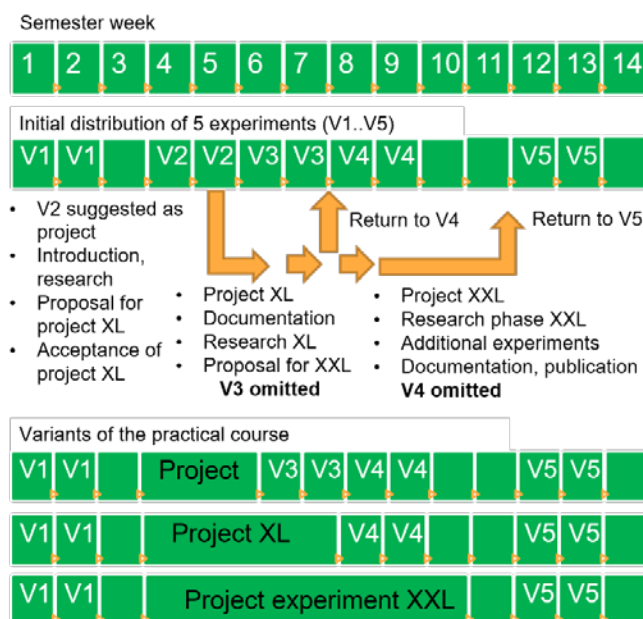 Semester week
1 2 3 4 5 6 7 8 9 10 11 12 13 14
Initial distribution of 5 experiments (V1..V5)
V1 V1 V2 V2 V3 V3 V4 V4 V5 V5
• V2 suggested as
project
• Introduction,
research
• Proposal for
project XL
• Acceptance of
project XL
• Project XL
• Documentation
• Research XL
• Proposal for XXL
V3 omitted
Return to V4
• Project XXL
• Research phase XXL
• Additional experiments
• Documentation, publication
V4 omitted
Return to V5
Variants of the practical course
V1 V1 Project V3 V3 V4 V4 V5 V5
V1 V1 Project XL V4 V4 V5 V5
V1 V1 Project experiment XXL V5 V5